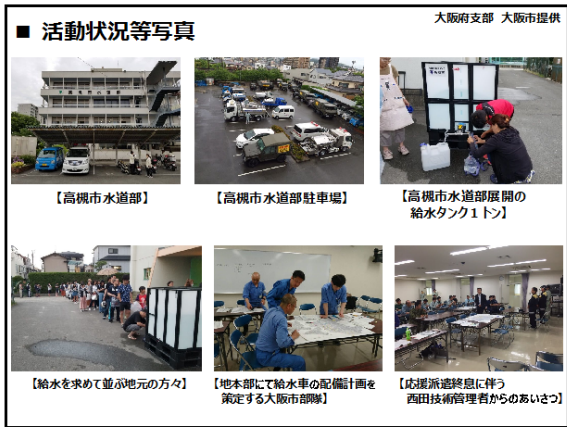 大阪府支部 大阪市提供
■ 活動状況等写真
【高槻市水道部】
【高槻市水道部駐車場】
【高槻市水道部展開の
給水タンク１トン】
【給水を求めて並ぶ地元の方々】
【地本部にて給水車の配備計画を
策定する大阪市部隊】
【応援派遣終息に伴う
西田技術管理者からのあいさつ】